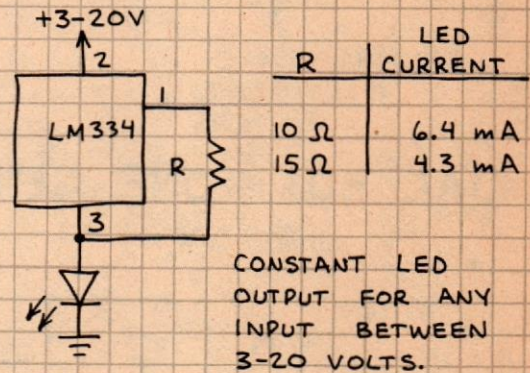 +3-20V
2
1
LM334
R
3
LED
R CURRENT
10 Ω 6.4 mA
15 Ω 4.3 mA
CONSTANT LED
OUTPUT FOR ANY
INPUT BETWEEN
3-20 VOLTS.